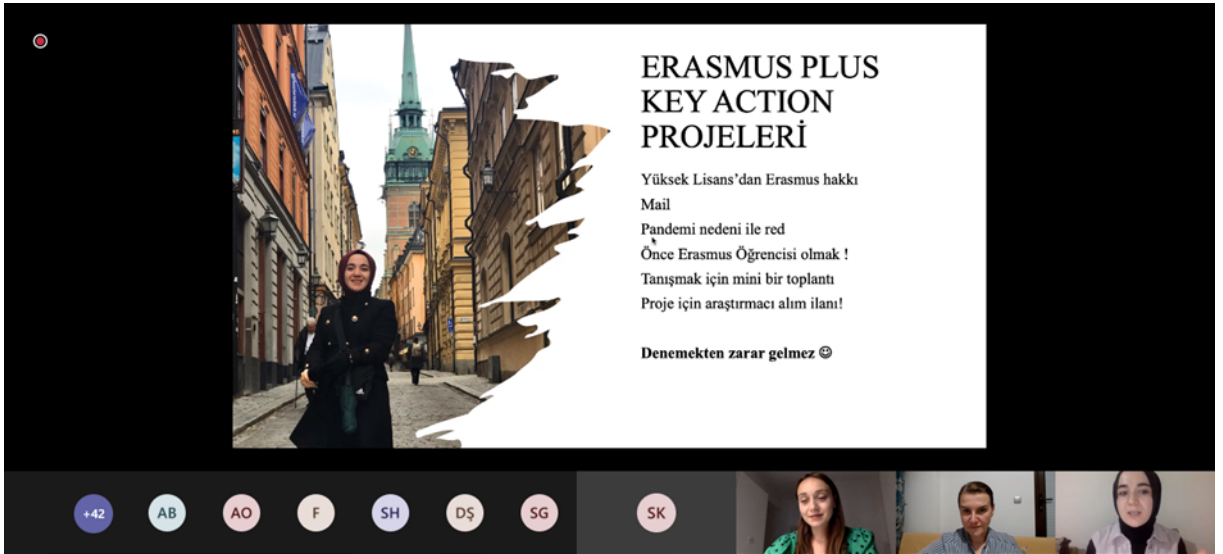 ERASMUS PLUS
KEY ACTION
PROJELERİ
Yüksek Lisans’dan Erasmus hakkı
Mail
Pandemi nedeni ile red
Önce Erasmus Öğrencisi olmak !
Tanışmak için mini bir toplantı
Proje için araştırmacı alım ilanı!
Denemekten zarar gelmez ☺
+42 AB AO F SH DŞ SG SK